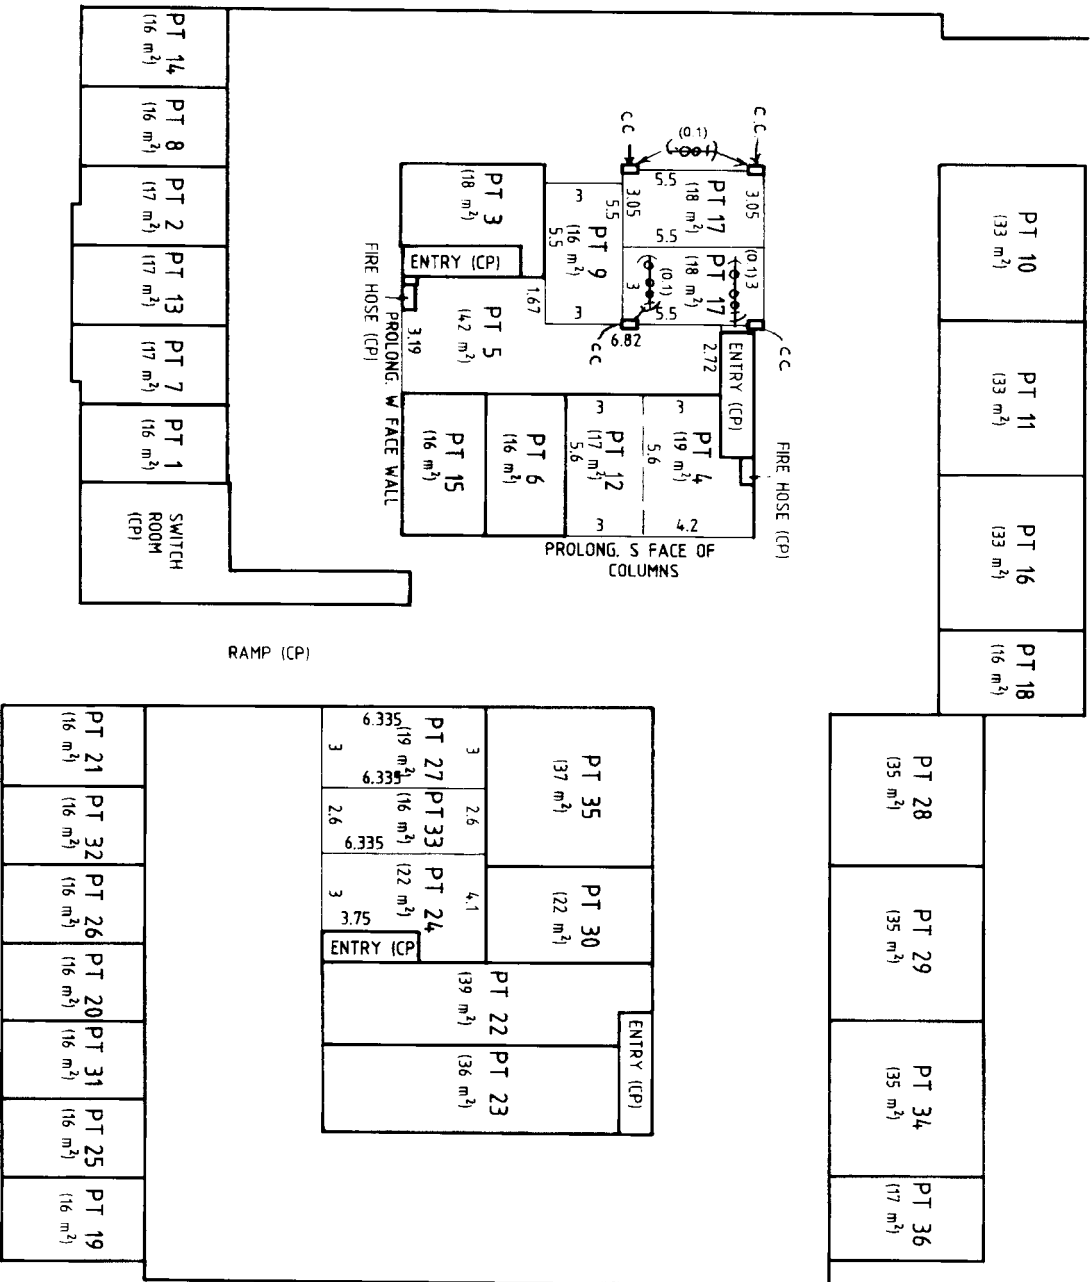 PT 14
(16 m²)
PT 8
(16 m²)
PT 2
(17 m²)
PT 13
(17 m²)
PT 7
(17 m²)
PT 1
(16 m²)
SWITCH
ROOM
(CP)
C.C
(0.1)
C.C
5.5
3.05
PT 17
(18 m²)
3.05
5.5
PT 3
(18 m²)
3
5.5
PT 9
(16 m²)
5.5
3
3
(0.1)
PT 17
(18 m²)
(0.1)
3
5.5
ENTRY (CP)
FIRE HOSE (CP)
1.67
PT 5
(42 m²)
3.19
CC
6.82
2.72
ENTRY (CP)
C.C
FIRE HOSE (CP)
PROLONG. W FACE WALL
PT 15
(16 m²)
PT 6
(16 m²)
3
PT 12
(17 m²)
5.6
3
3
PT 4
(19 m²)
5.6
4.2
PROLONG. S FACE OF
COLUMNS
PT 10
(33 m²)
PT 11
(33 m²)
PT 16
(33 m²)
PT 18
(16 m²)
RAMP (CP)
PT 21
(16 m²)
PT 32
(16 m²)
PT 26
(16 m²)
PT 20
(16 m²)
PT 31
(16 m²)
PT 25
(16 m²)
PT 19
(16 m²)
6.335
PT 27
(19 m²)
3
3
6.335
PT 33
(16 m²)
2.6
2.6
6.335
PT 24
(22 m²)
4.1
3
3.75
ENTRY (CP)
PT 35
(37 m²)
PT 30
(22 m²)
PT 22
(39 m²)
PT 23
(36 m²)
ENTRY (CP)
PT 28
(35 m²)
PT 29
(35 m²)
PT 34
(35 m²)
PT 36
(17 m²)